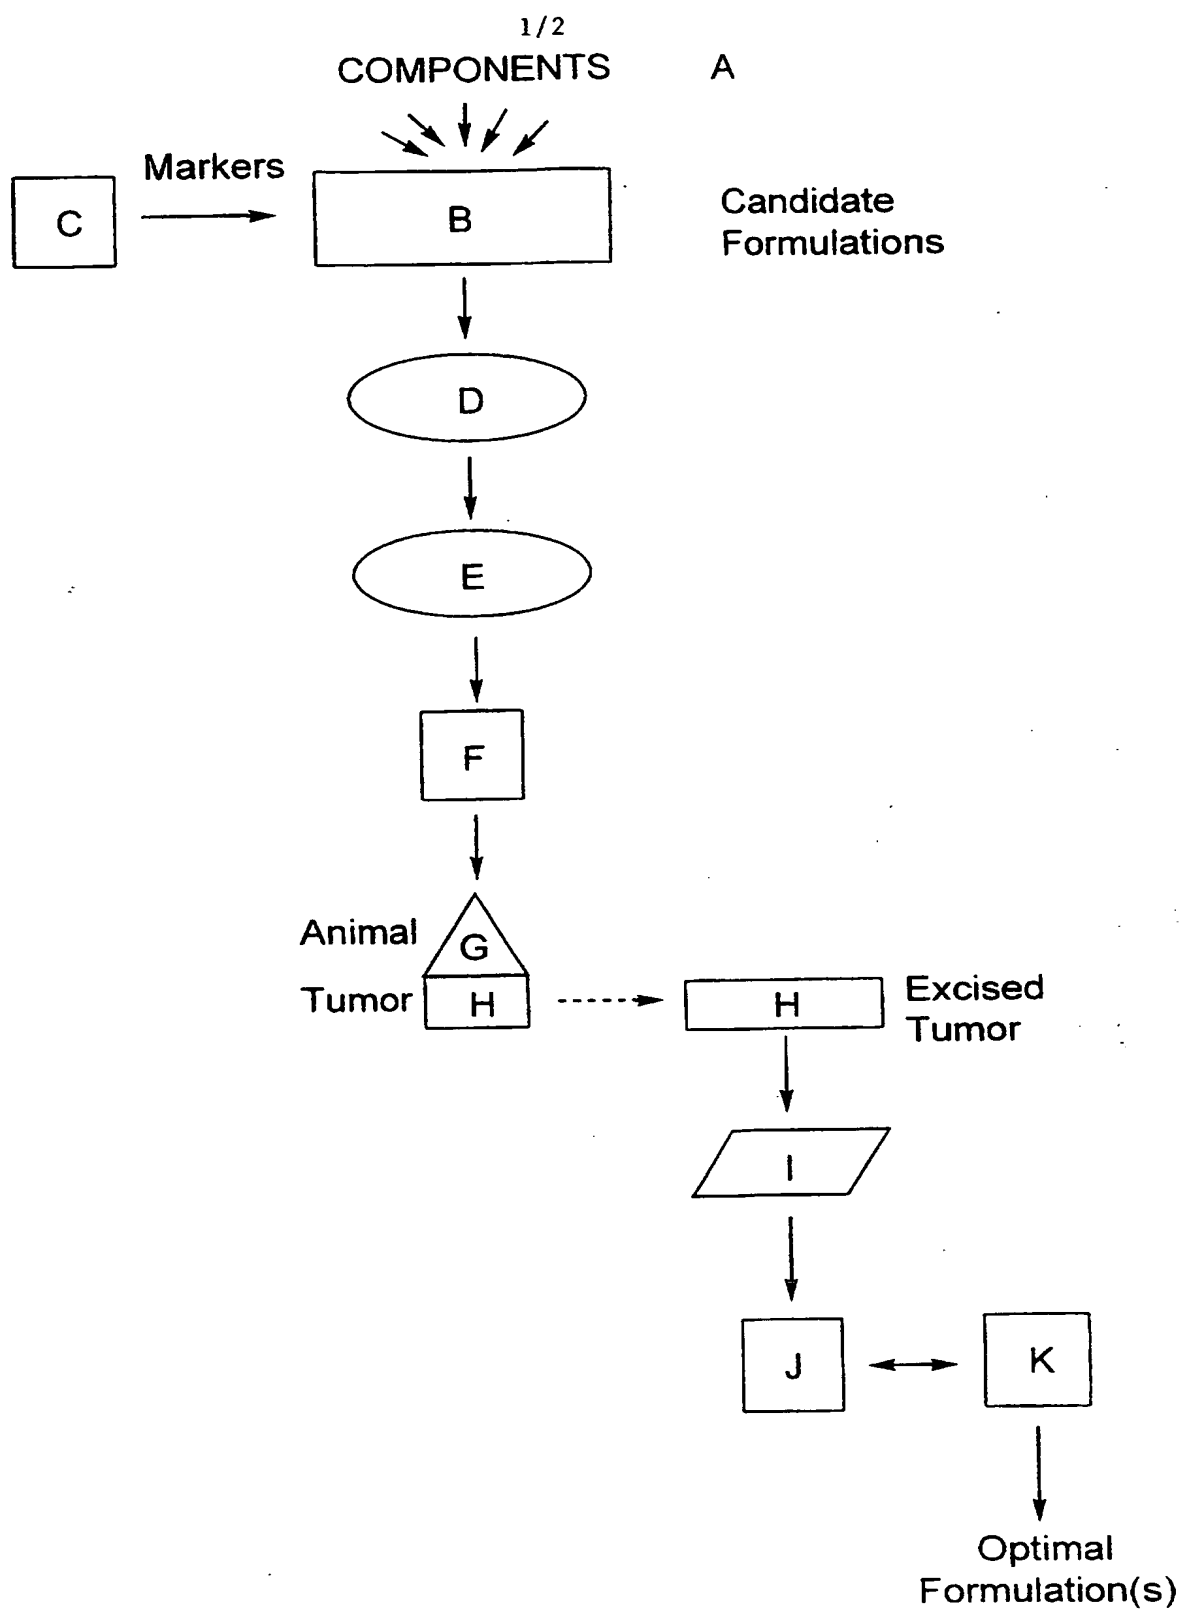 1/2
COMPONENTS A
Markers
C
B
Candidate
Formulations
D
E
F
Animal
G
Tumor
H
H
Excised
Tumor
I
J
K
Optimal
Formulation(s)